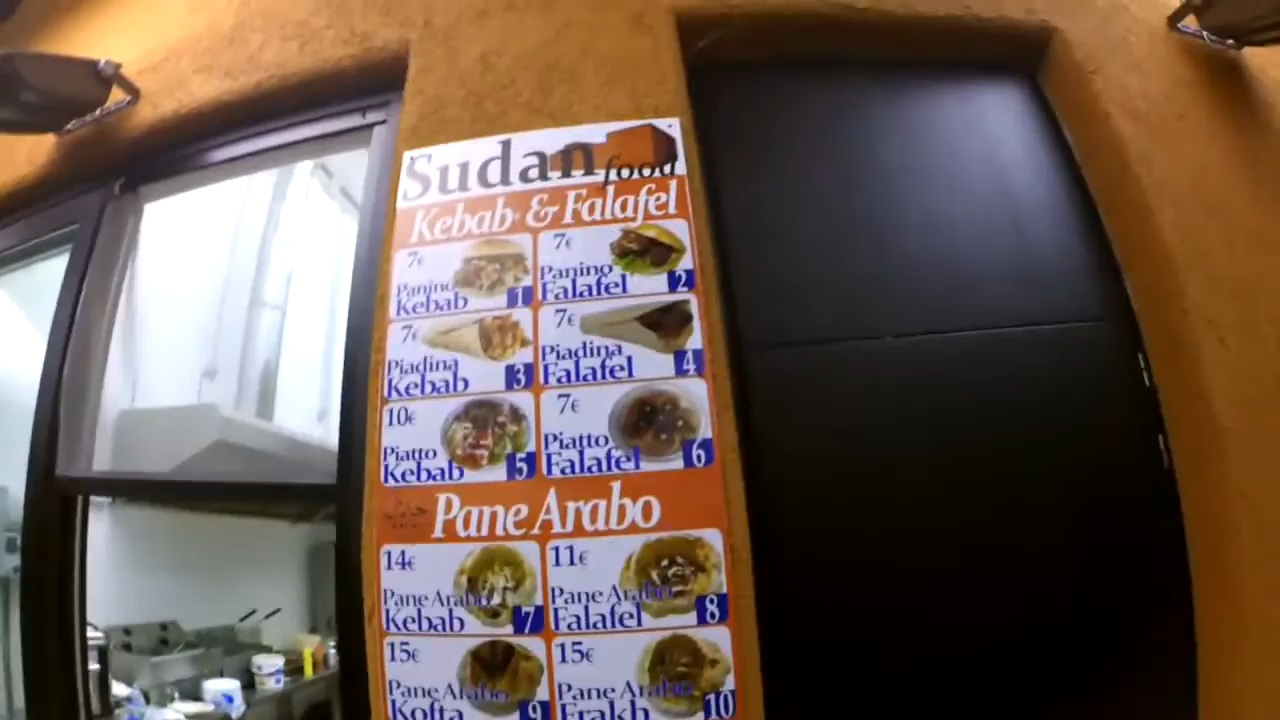 Sudan food
Kebab & Falafel
7€
Panino
Kebab
1
7€
Panino
Falafel
2
7€
Piadina
Kebab
3
7€
Piadina
Falafel
4
10€
Piatto
Kebab
5
7€
Piatto
Falafel
6
حلال
Pane Arabo
14€
Pane Arabo
Kebab
7
11€
Pane Arabo
Falafel
8
15€
Pane Arabo
Kofta
9
15€
Pane Arabo
Frakh
10